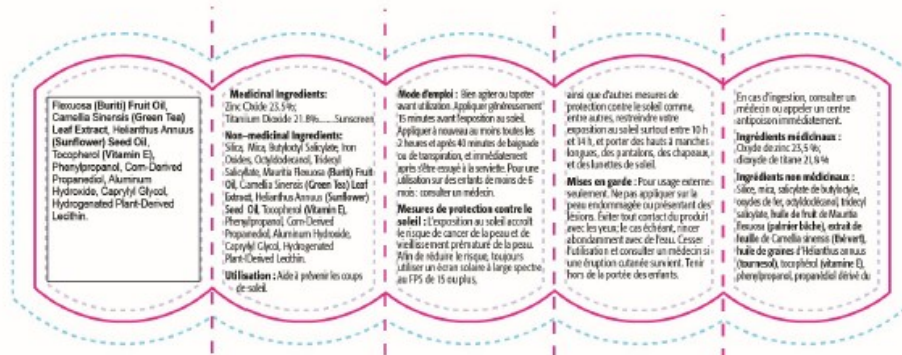 Flexuosa (Buriti) Fruit Oil,
Camellia Sinensis (Green Tea)
Leaf Extract, Helianthus Annuus
(Sunflower) Seed Oil,
Tocopherol (Vitamin E),
Phenylpropanol, Corn-Derived
Propanediol, Aluminum
Hydroxide, Caprylyl Glycol,
Hydrogenated Plant-Derived
Lecithin.
Medicinal Ingredients:
Zinc Oxide 23.5%;
Titanium Dioxide 21.8%......Sunscreen
Non-medicinal Ingredients:
Silica, Mica, Butyloctyl Salicylate, Iron
Oxides, Octyldodecanol, Tridecyl
Salicylate, Mauritia Flexuosa (Buriti) Fruit
Oil, Camellia Sinensis (Green Tea) Leaf
Extract, Helianthus Annuus (Sunflower)
Seed Oil, Tocopherol (Vitamin E),
Phenylpropanol, Corn-Derived
Propanediol, Aluminum Hydroxide,
Caprylyl Glycol, Hydrogenated
Plant-Derived Lecithin.
Utilisation : Aide à prévenir les coups
de soleil.
Mode d'emploi : Bien agiter ou tapoter
avant utilization. Appliquer généreusement
15 minutes avant l'exposition au soleil.
Appliquer à nouveau au moins toutes les
2 heures et après 40 minutes de baignade
ou de transpiration, et immédiatement
après s'être essuyé à la serviette. Pour une
utilisation sur des enfants de moins de 6
mois : consulter un médecin.
Mesures de protection contre le
soleil : L'exposition au soleil accroît
le risque de cancer de la peau et de
vieillissement prématuré de la peau.
Afin de réduire le risque, toujours
utiliser un écran solaire à large spectre
au FPS de 15 ou plus,
ainsi que d'autres mesures de
protection contre le soleil comme,
entre autres, restreindre votre
exposition au soleil surtout entre 10 h
et 14 h, et porter des hauts à manches
longues, des pantalons, des chapeaux,
et des lunettes de soleil.
Mises en garde : Pour usage externe
seulement. Ne pas appliquer sur la
peau endommagée ou présentant des
lésions. Éviter tout contact du produit
avec les yeux; le cas échéant, rincer
abondamment avec de l'eau. Cesser
l'utilisation et consulter un médecin si
une éruption cutanée survient. Tenir
hors de la portée des enfants.
En cas d'ingestion, consulter un
médecin ou appeler un centre
antipoison immédiatement.
Ingrédients médicinaux :
Oxyde de zinc 23,5 %;
dioxyde de titane 21,8 %
Ingrédients non médicinaux :
Silice, mica, salicylate de butyloctyle,
oxydes de fer, octyldodécanol, tridecyl
salicylate, huile de fruit de Mauritia
flexuosa (palmier bâche), extrait de
feuille de Camellia sinensis (thé vert),
huile de graines d'Helianthus annuus
(tournesol), tocophérol (vitamine E),
phenylpropanol, propanédiol dérivé du